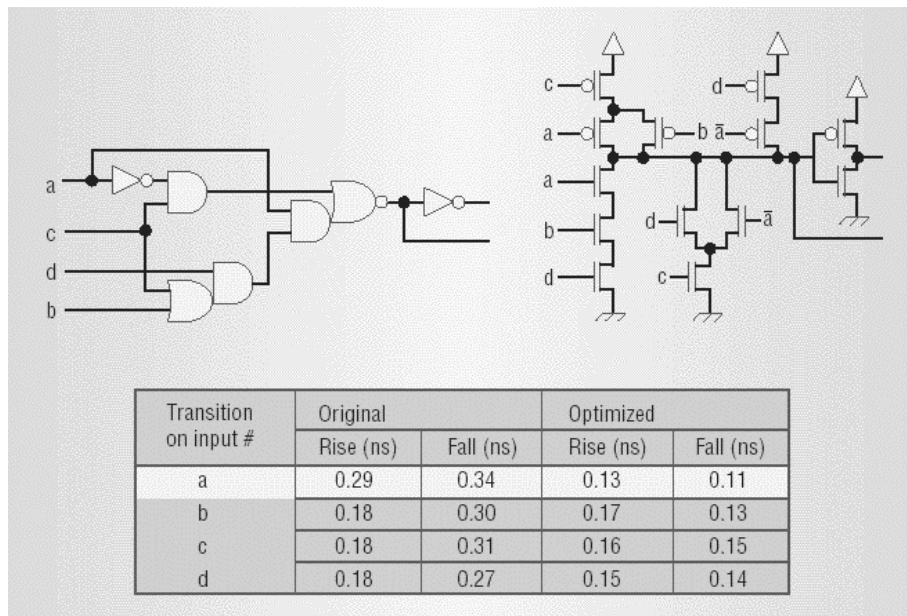 c
d
a
b
a̅
a
a
c
d
b
b
d
a̅
c
d
Transition on input #
Original
Optimized
Rise (ns)
Fall (ns)
Rise (ns)
Fall (ns)
a
0.29
0.34
0.13
0.11
b
0.18
0.30
0.17
0.13
c
0.18
0.31
0.16
0.15
d
0.18
0.27
0.15
0.14